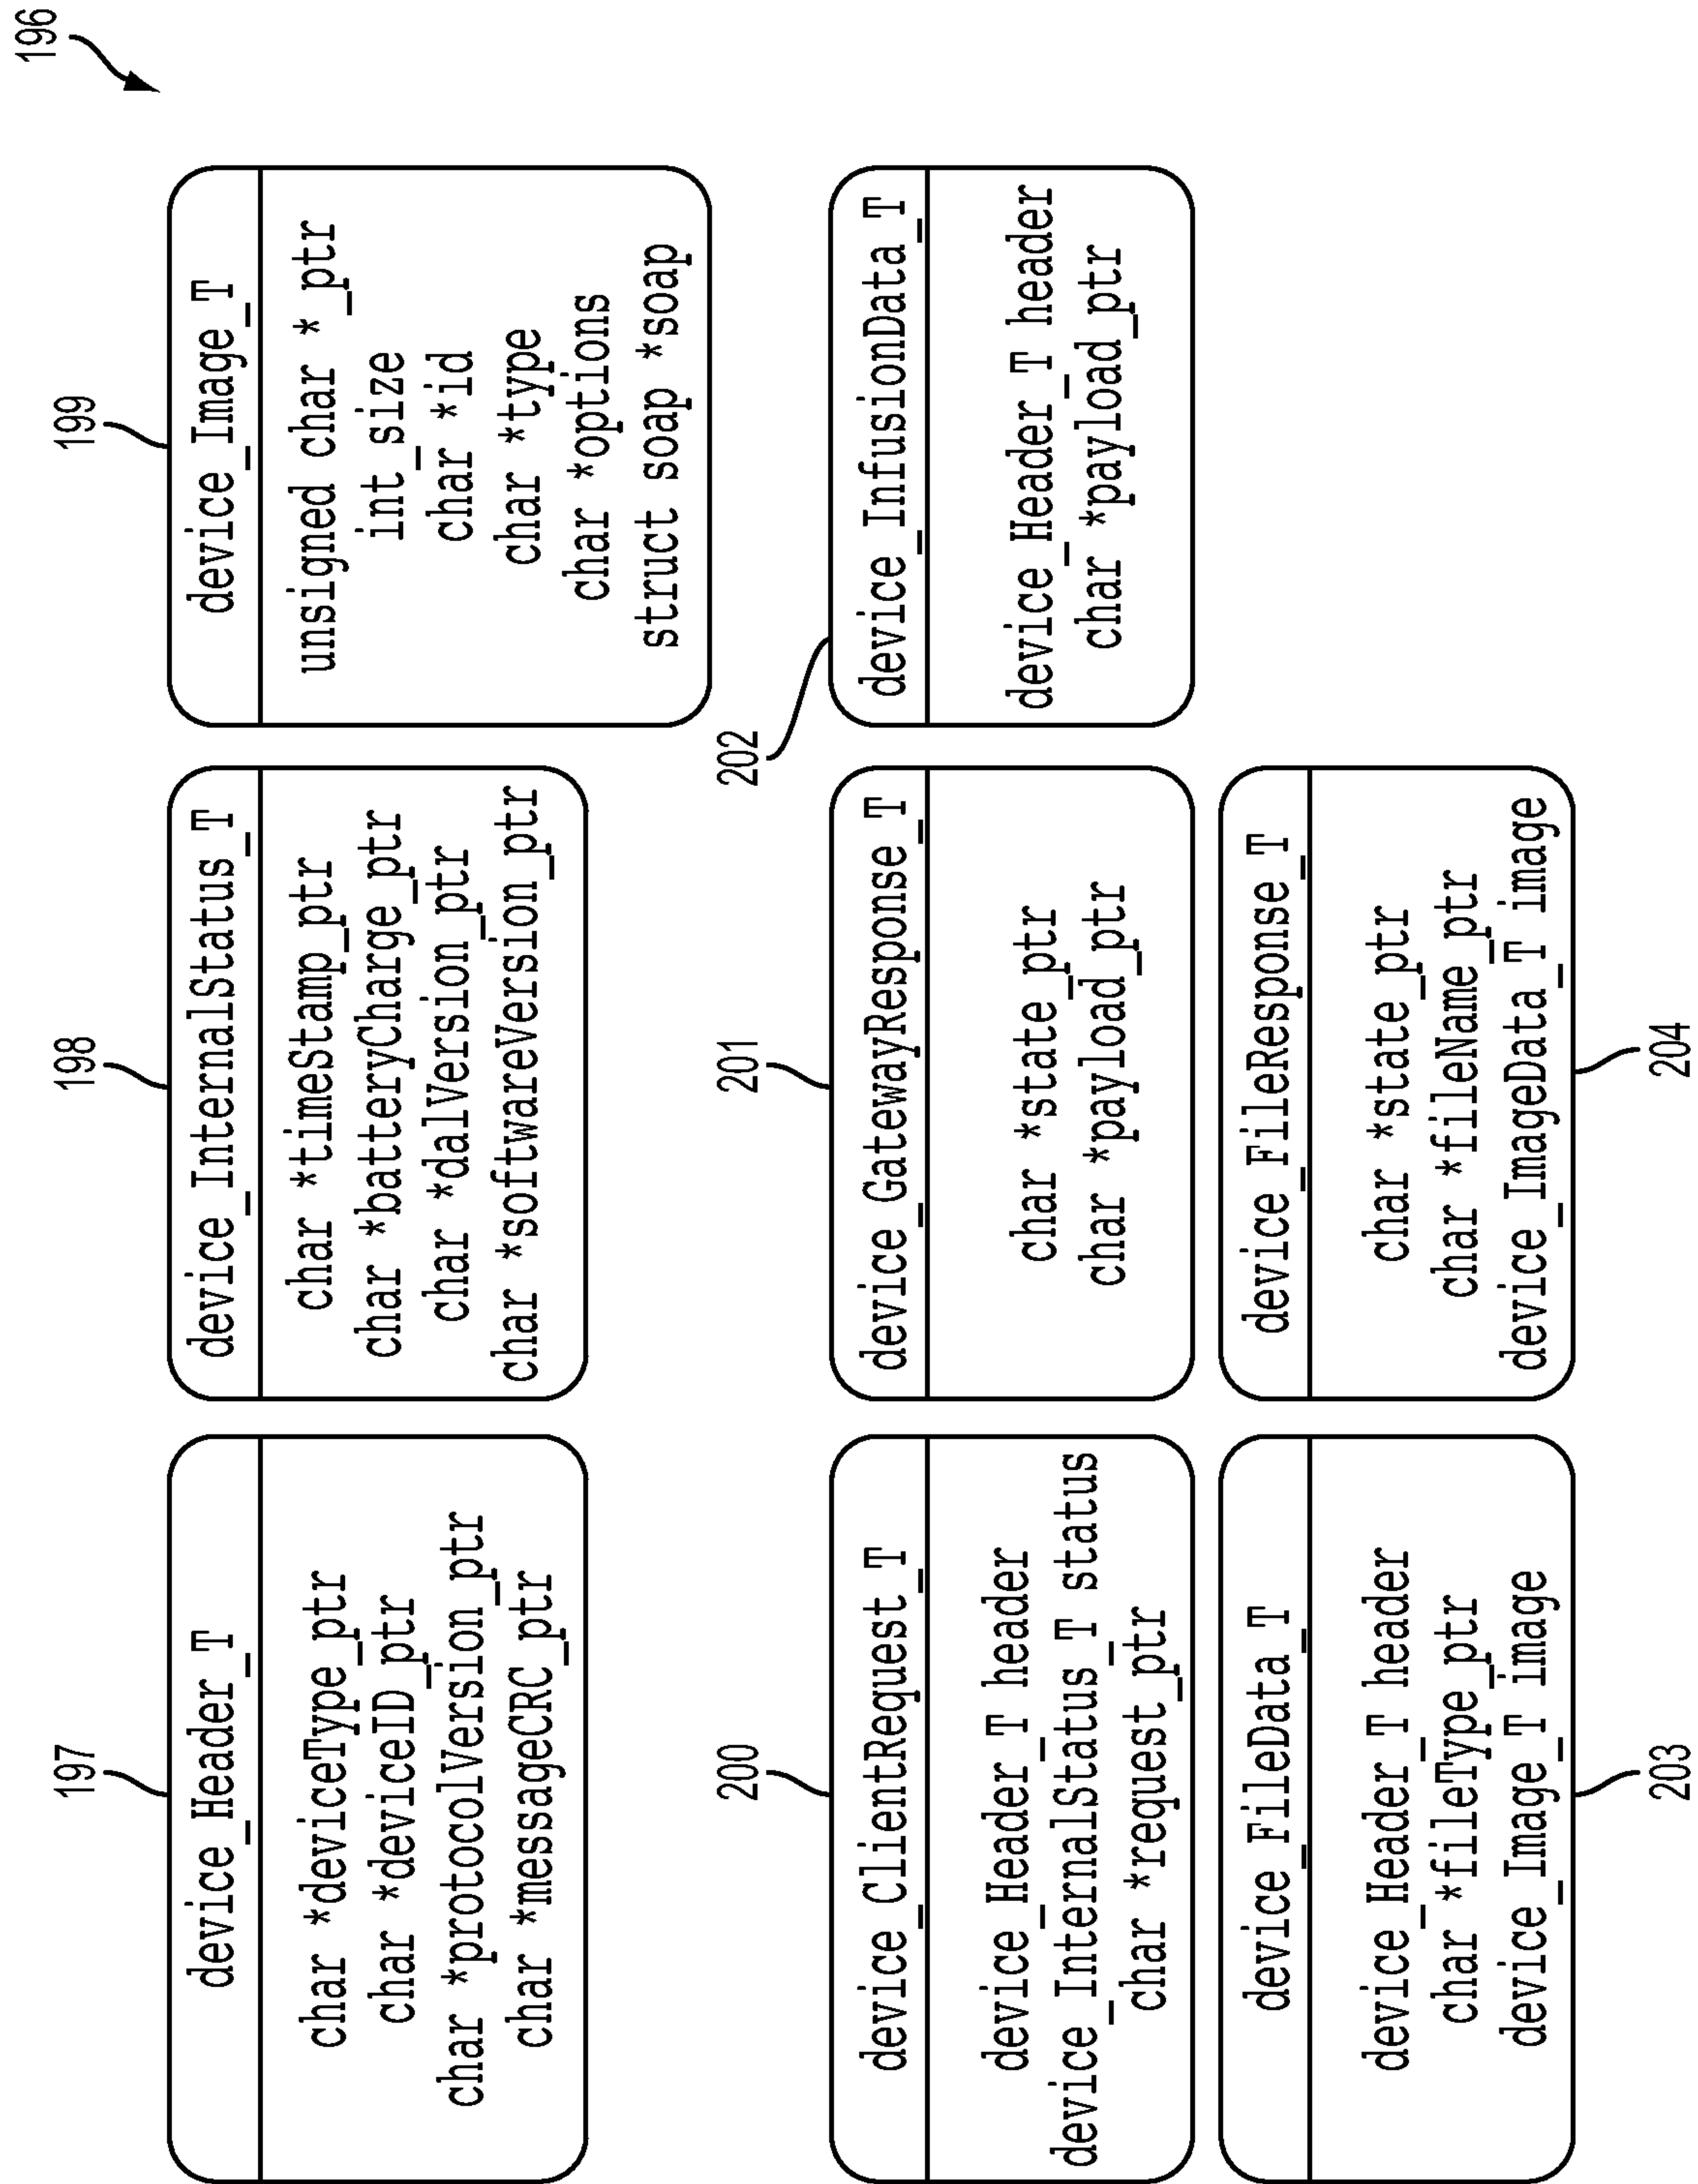 196
197
device_Header_T
char *deviceType_ptr
char *deviceID_ptr
char *protocolVersion_ptr
char *messageCRC_ptr
198
device_InternalStatus_T
char *timeStamp_ptr
char *batteryCharge_ptr
char *dalVersion_ptr
char *softwareVersion_ptr
199
device_Image_T
unsigned char *_ptr
int_size
char *id
char *type
char *options
struct soap *soap
200
device_ClientRequest_T
device_Header_T header
device_InternalStatus_T status
char *request_ptr
201
device_GatewayResponse_T
char *state_ptr
char *payload_ptr
202
device_InfusionData_T
device_Header_T header
char *payload_ptr
device_FileData_T
device_Header_T header
char *fileType_ptr
device_Image_T image
203
device_FileResponse_T
char *state_ptr
char *fileName_ptr
device_ImageData_T image
204